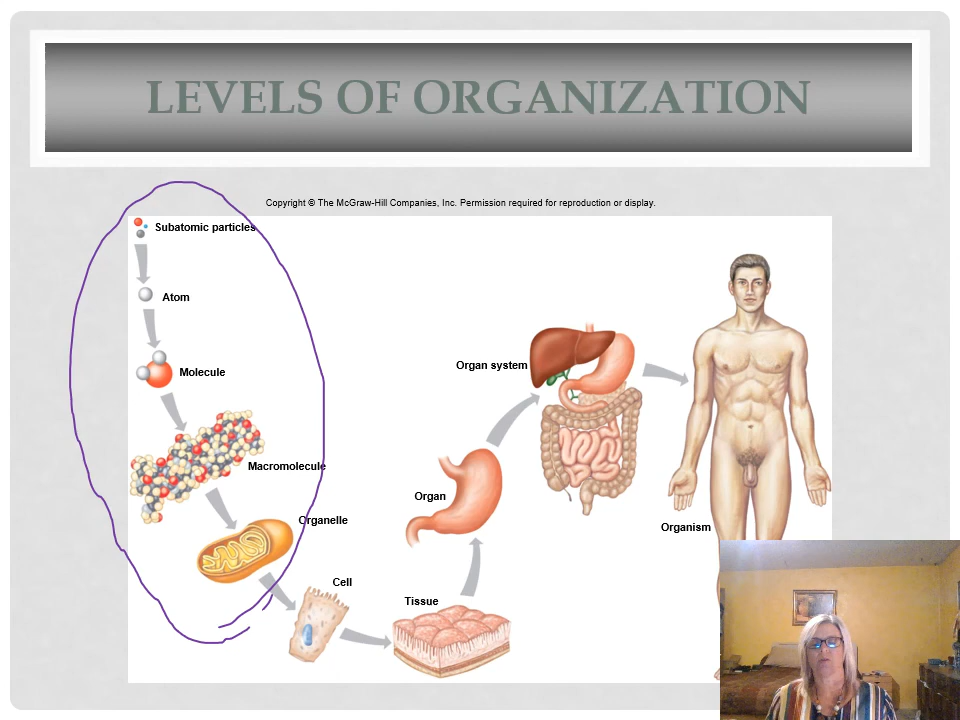 LEVELS OF ORGANIZATION
Copyright © The McGraw-Hill Companies, Inc. Permission required for reproduction or display.
Subatomic particles
Atom
Molecule
Macromolecule
Organelle
Cell
Tissue
Organ
Organ system
Organism